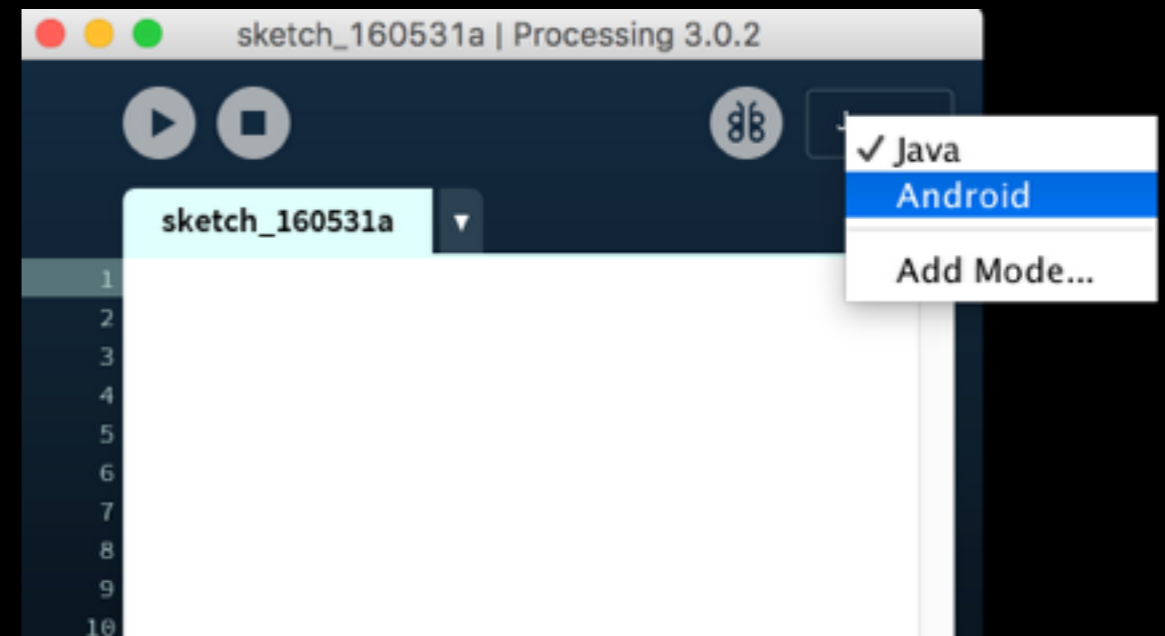 sketch_160531a | Processing 3.0.2
✓ Java
Android
Add Mode...
sketch_160531a ▼
1
2
3
4
5
6
7
8
9
10